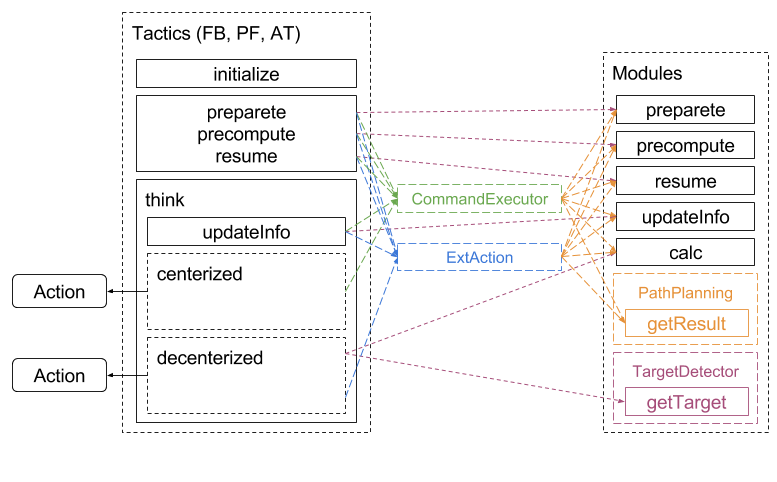 Tactics (FB, PF, AT)
initialize
preparete
precompute
resume
think
updateInfo
centerized
decenterized
Action
Action
CommandExecutor
ExtAction
Modules
preparete
precompute
resume
updateInfo
calc
PathPlanning
getResult
TargetDetector
getTarget